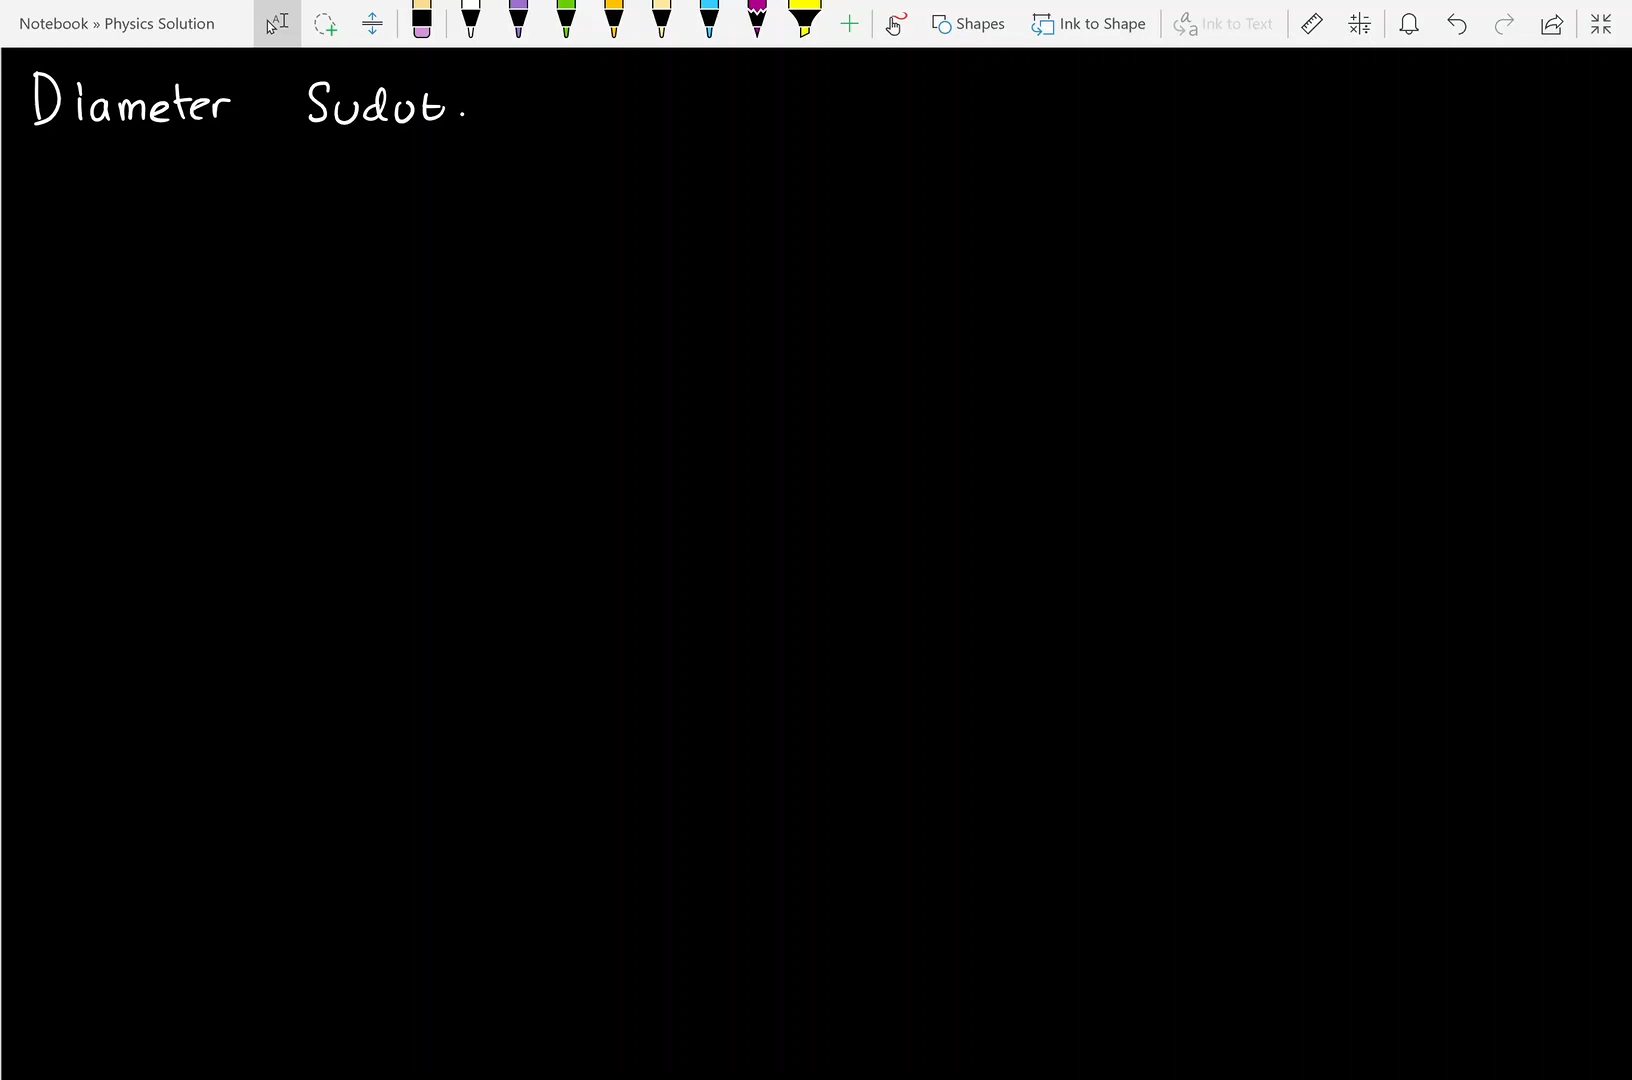 Notebook » Physics Solution Shapes Ink to Shape Ink to Text
Diameter Sudut.